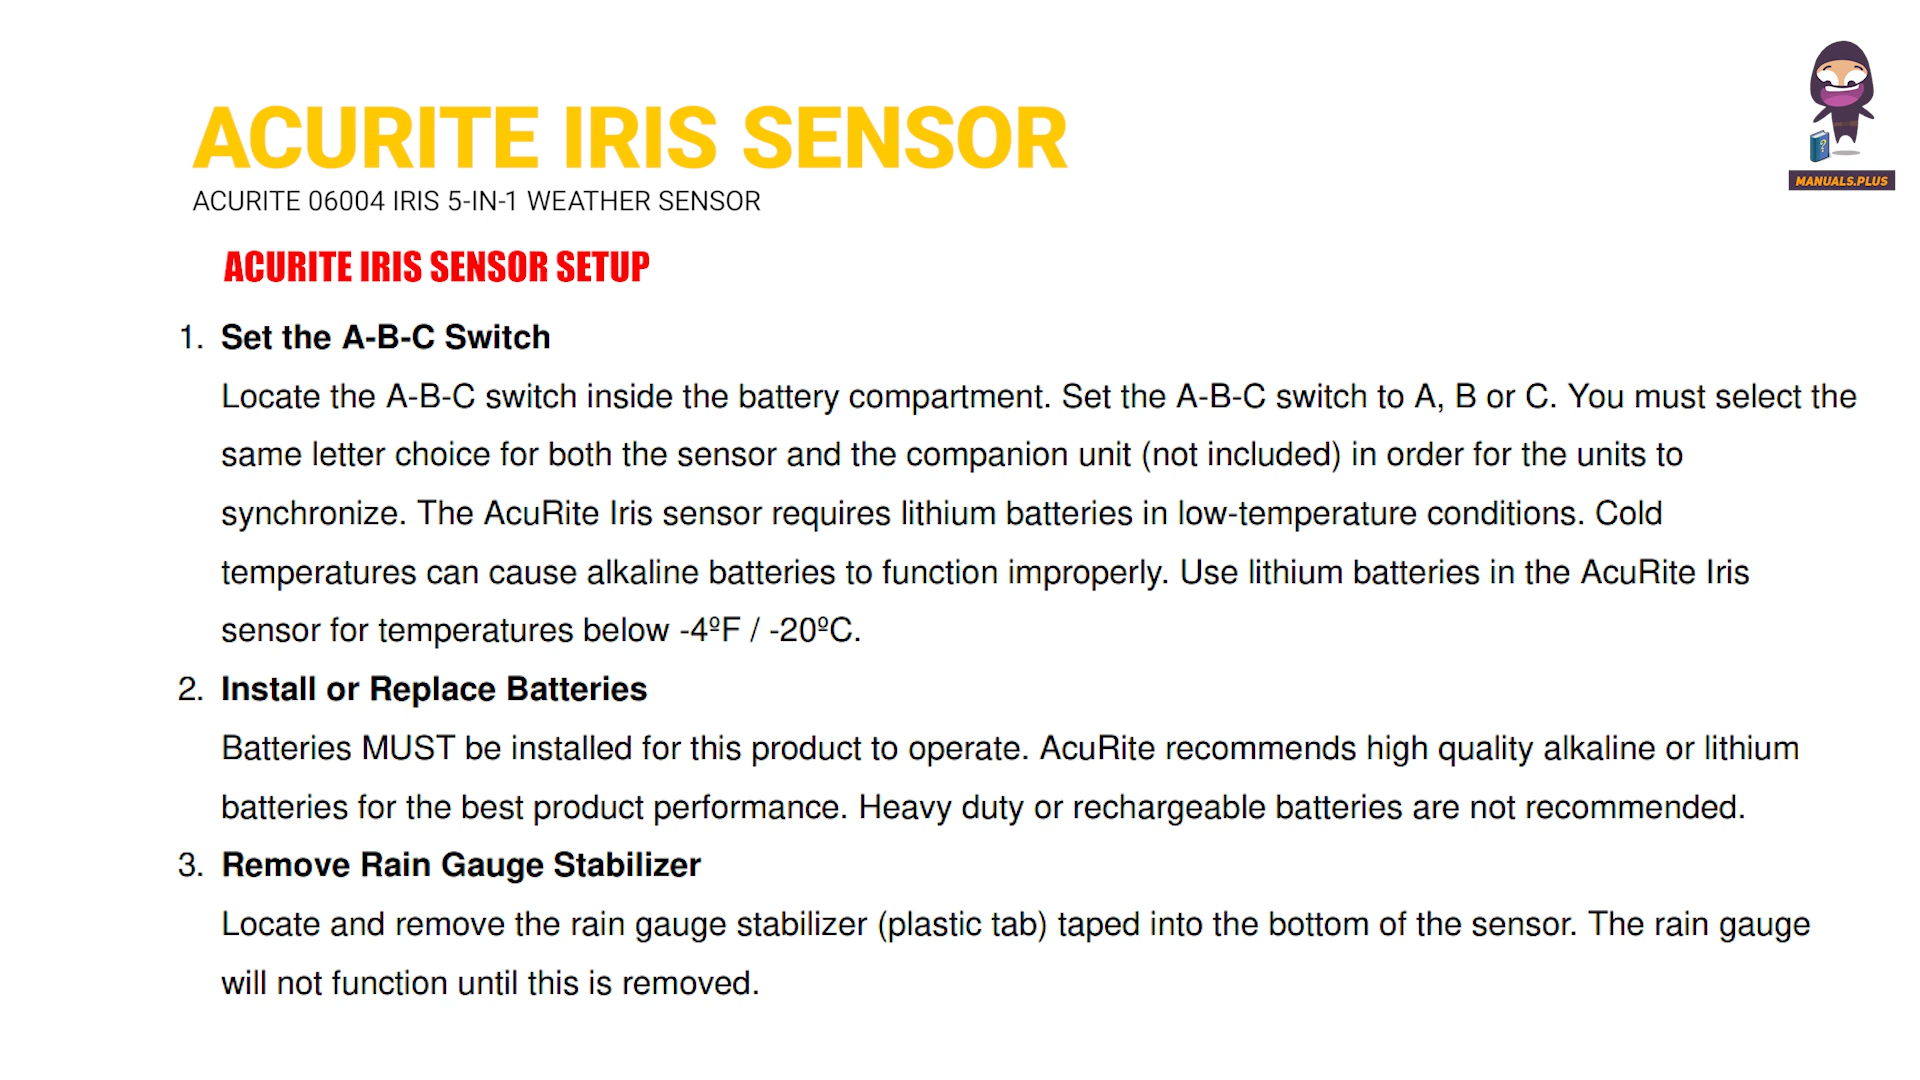 ACURITE IRIS SENSOR
MANUALS.PLUS
ACURITE 06004 IRIS 5-IN-1 WEATHER SENSOR
ACURITE IRIS SENSOR SETUP
1. Set the A-B-C Switch
Locate the A-B-C switch inside the battery compartment. Set the A-B-C switch to A, B or C. You must select the
same letter choice for both the sensor and the companion unit (not included) in order for the units to
synchronize. The AcuRite Iris sensor requires lithium batteries in low-temperature conditions. Cold
temperatures can cause alkaline batteries to function improperly. Use lithium batteries in the AcuRite Iris
sensor for temperatures below -4ºF / -20ºC.
2. Install or Replace Batteries
Batteries MUST be installed for this product to operate. AcuRite recommends high quality alkaline or lithium
batteries for the best product performance. Heavy duty or rechargeable batteries are not recommended.
3. Remove Rain Gauge Stabilizer
Locate and remove the rain gauge stabilizer (plastic tab) taped into the bottom of the sensor. The rain gauge
will not function until this is removed.